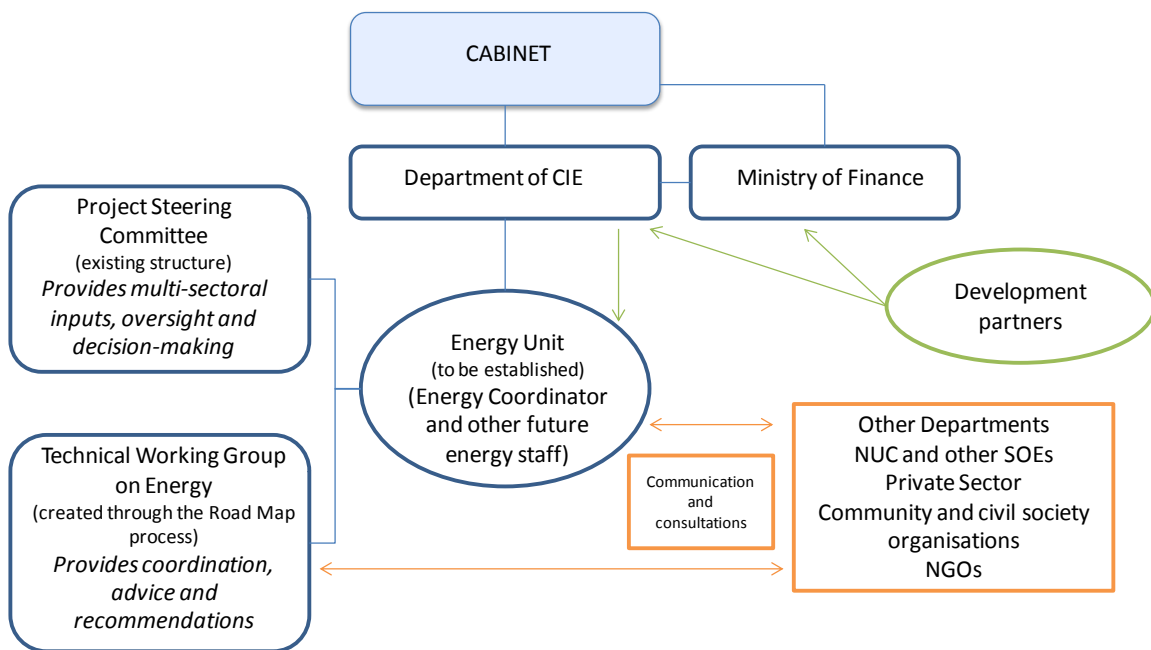 CABINET
Department of CIE
Ministry of Finance
Project Steering
Committee
(existing structure)
Provides multi-sectoral
inputs, oversight and
decision-making
Development
partners
Energy Unit
(to be established)
(Energy Coordinator
and other future
energy staff)
Technical Working Group
on Energy
(created through the Road Map
process)
Provides coordination,
advice and
recommendations
Communication
and
consultations
Other Departments
NUC and other SOEs
Private Sector
Community and civil society
organisations
NGOs